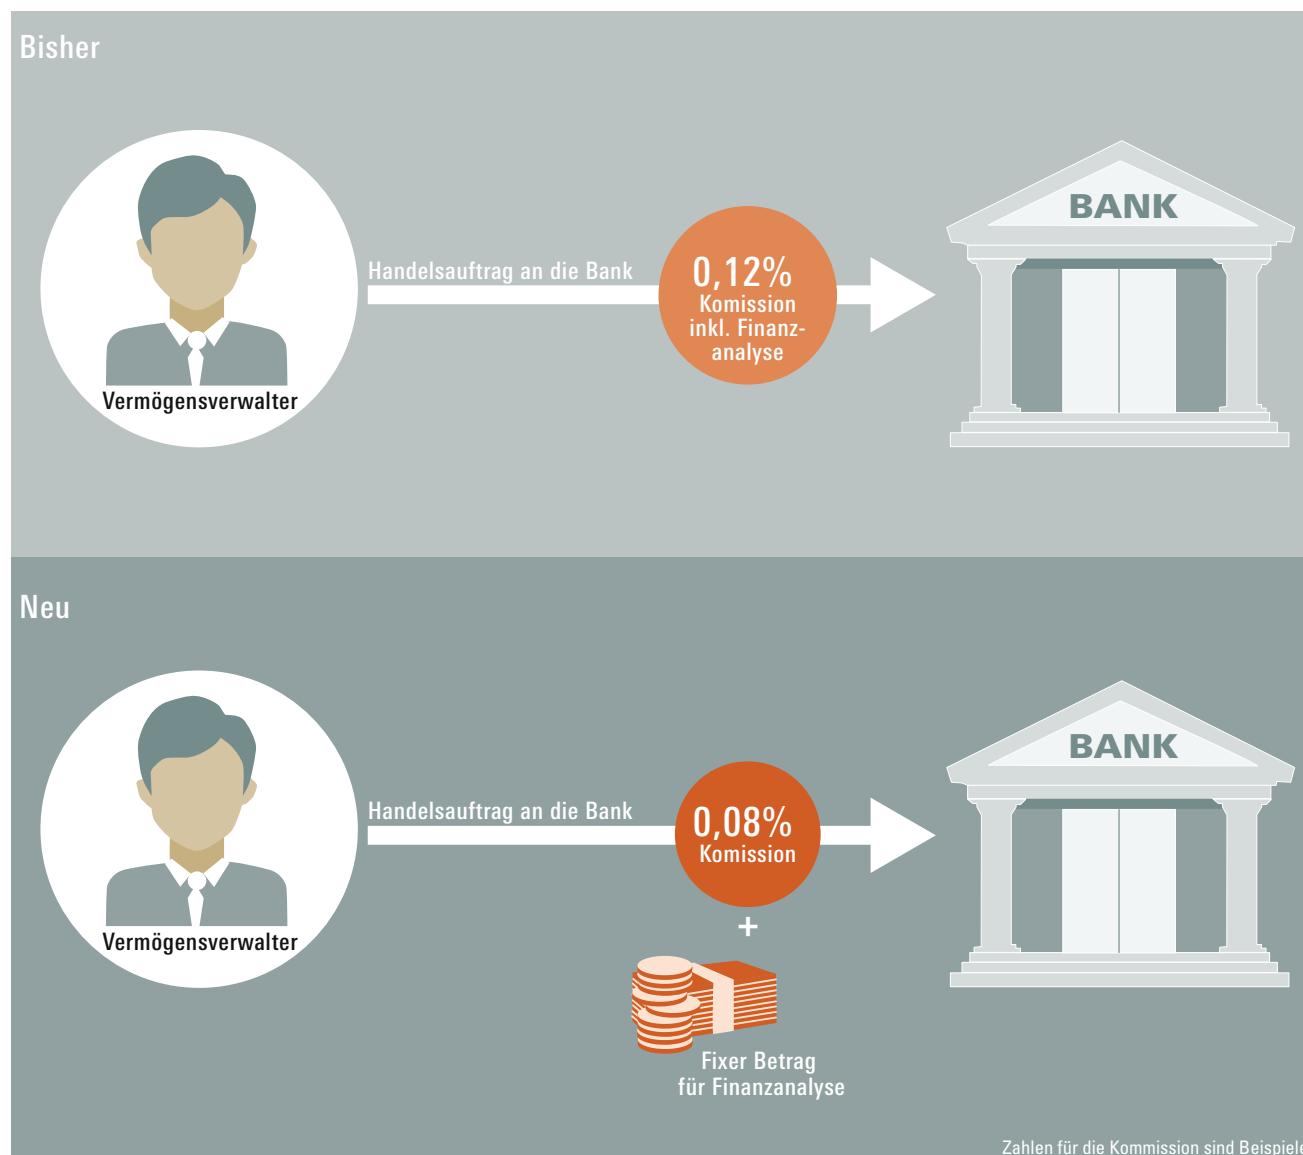 Bisher
BANK
Handelsauftrag an die Bank
0,12%
Komission
inkl. Finanz-
analyse
Vermögensverwalter
Neu
BANK
Handelsauftrag an die Bank
0,08%
Komission
Vermögensverwalter
+
Fixer Betrag
für Finanzanalyse
Zahlen für die Kommission sind Beispiele